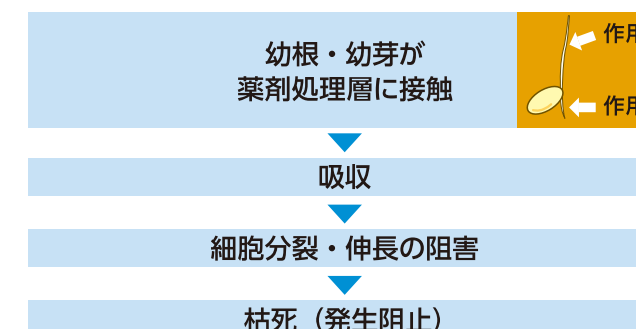 幼根・幼芽が
薬剤処理層に接触
作用
作用
吸収
細胞分裂・伸長の阻害
枯死（発生阻止）